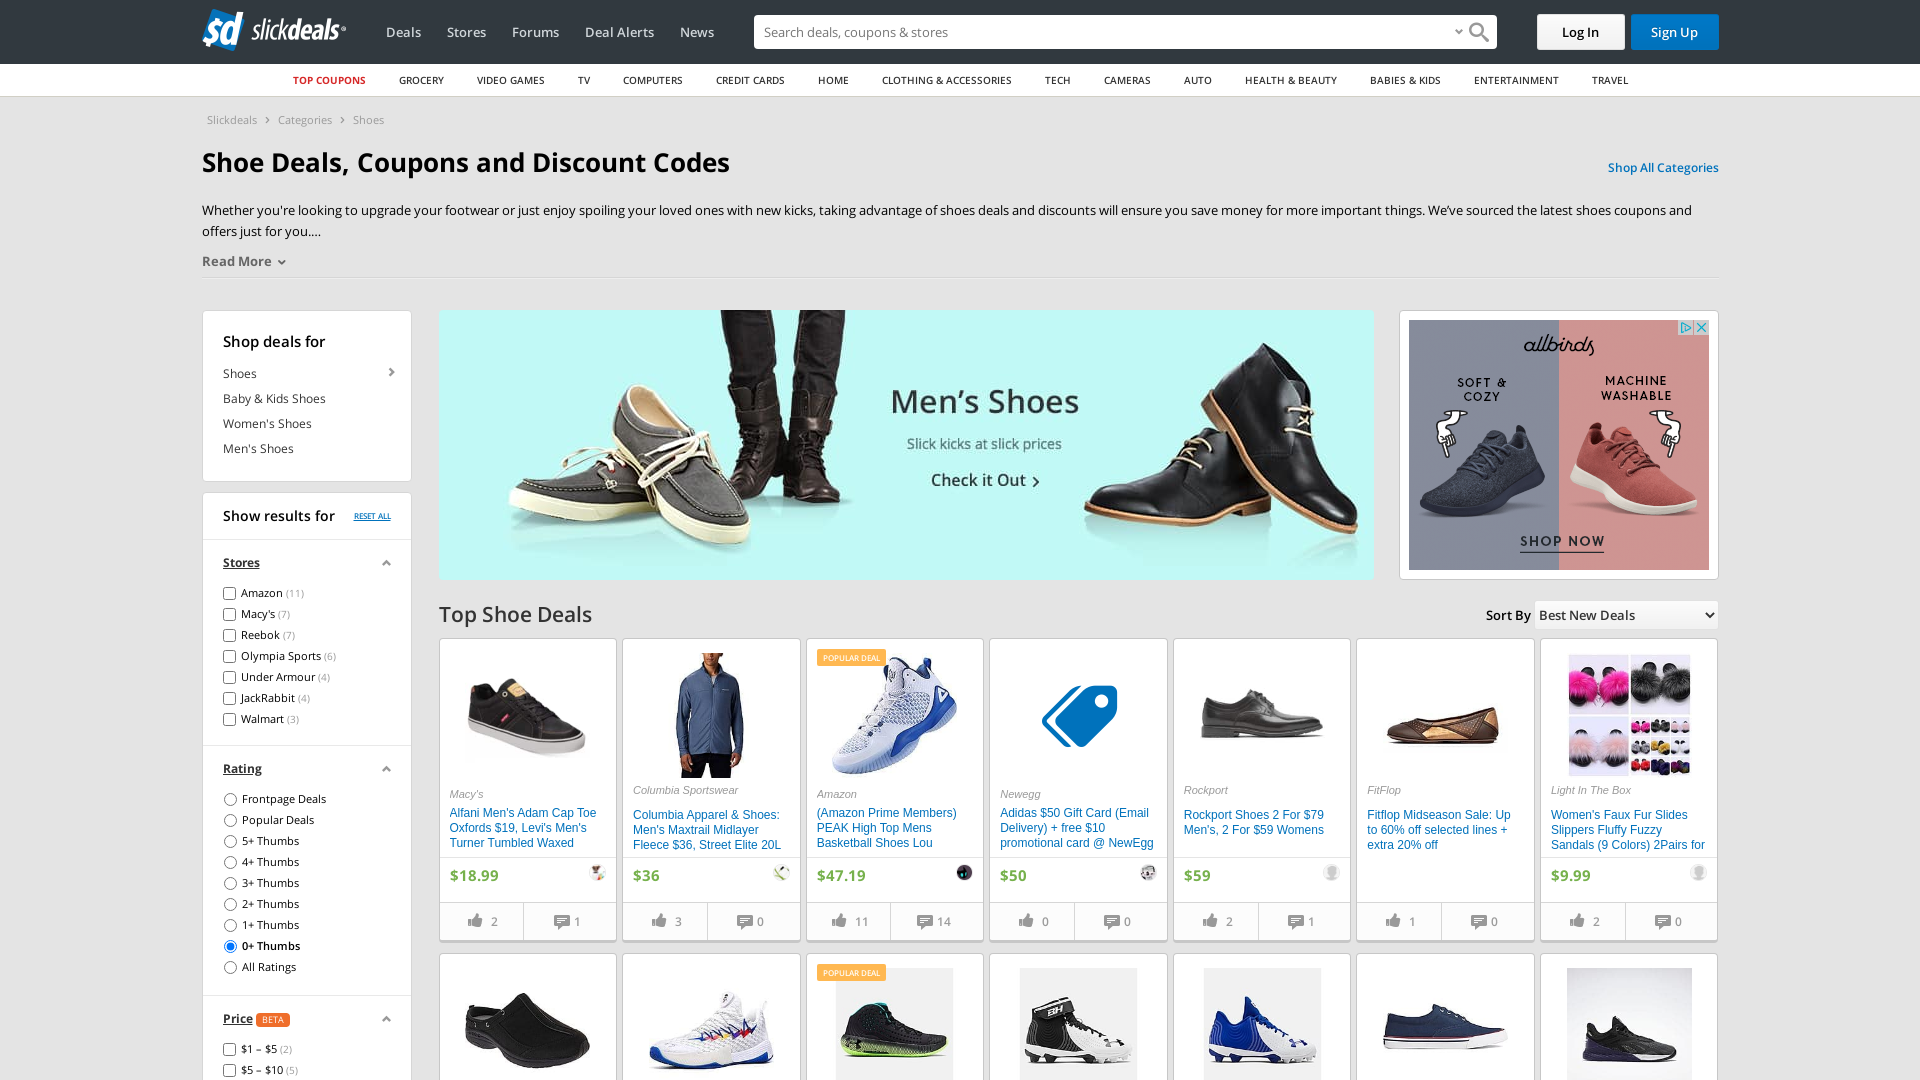 slickdeals
Deals
Stores
Forums
Deal Alerts
News
Search deals, coupons & stores
Log In
Sign Up
TOP COUPONS
GROCERY
VIDEO GAMES
TV
COMPUTERS
CREDIT CARDS
HOME
CLOTHING & ACCESSORIES
TECH
CAMERAS
AUTO
HEALTH & BEAUTY
BABIES & KIDS
ENTERTAINMENT
TRAVEL
Slickdeals > Categories > Shoes
Shoe Deals, Coupons and Discount Codes
Shop All Categories
Whether you're looking to upgrade your footwear or just enjoy spoiling your loved ones with new kicks, taking advantage of shoes deals and discounts will ensure you save money for more important things. We’ve sourced the latest shoes coupons and
offers just for you....
Read More
Shop deals for
Shoes
Baby & Kids Shoes
Women's Shoes
Men's Shoes
Show results for
RESET ALL
Stores
Amazon (11)
Macy's (7)
Reebok (7)
Olympia Sports (6)
Under Armour (4)
JackRabbit (4)
Walmart (3)
Rating
Frontpage Deals
Popular Deals
5+ Thumbs
4+ Thumbs
3+ Thumbs
2+ Thumbs
1+ Thumbs
0+ Thumbs
All Ratings
Price BETA
$1 – $5 (2)
$5 – $10 (5)
Men’s Shoes
Slick kicks at slick prices
Check it Out >
allbirds
SOFT &
COZY
MACHINE
WASHABLE
SHOP NOW
Top Shoe Deals
Sort By
Best New Deals
Macy's
Alfani Men's Adam Cap Toe
Oxfords $19, Levi's Men's
Turner Tumbled Waxed
$18.99
2
1
Columbia Sportswear
Columbia Apparel & Shoes:
Men's Maxtrail Midlayer
Fleece $36, Street Elite 20L
$36
3
0
POPULAR DEAL
Amazon
(Amazon Prime Members)
PEAK High Top Mens
Basketball Shoes Lou
$47.19
11
14
Newegg
Adidas $50 Gift Card (Email
Delivery) + free $10
promotional card @ NewEgg
$50
0
0
Rockport
Rockport Shoes 2 For $79
Men's, 2 For $59 Womens
$59
2
1
FitFlop
Fitflop Midseason Sale: Up
to 60% off selected lines +
extra 20% off
1
0
Light In The Box
Women's Faux Fur Slides
Slippers Fluffy Fuzzy
Sandals (9 Colors) 2Pairs for
$9.99
2
0
POPULAR DEAL
BH